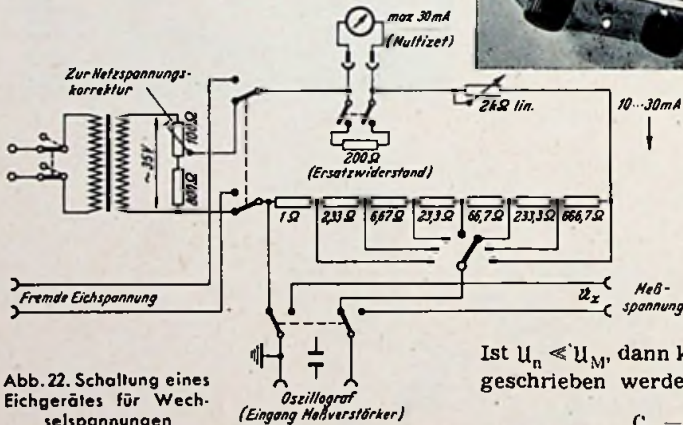 max 30mA
(Multizet)
Zur Netzspannungs-
korrektur
2kΩ lin.
10...30mA
~ 35V
100Ω
800Ω
200Ω
(Ersatzwiderstand)
1Ω 2,33Ω 6,67Ω 23,3Ω 66,7Ω 233,3Ω 666,7Ω
Fremde Eichspannung
𝔘x
Meß-
spannung
Abb. 22. Schaltung eines
Eichgerätes für Wech-
selspannungen
Oszillograf
(Eingang Meßverstärker)
Ist 𝔘n ≪ 𝔘M, dann k
geschrieben werde